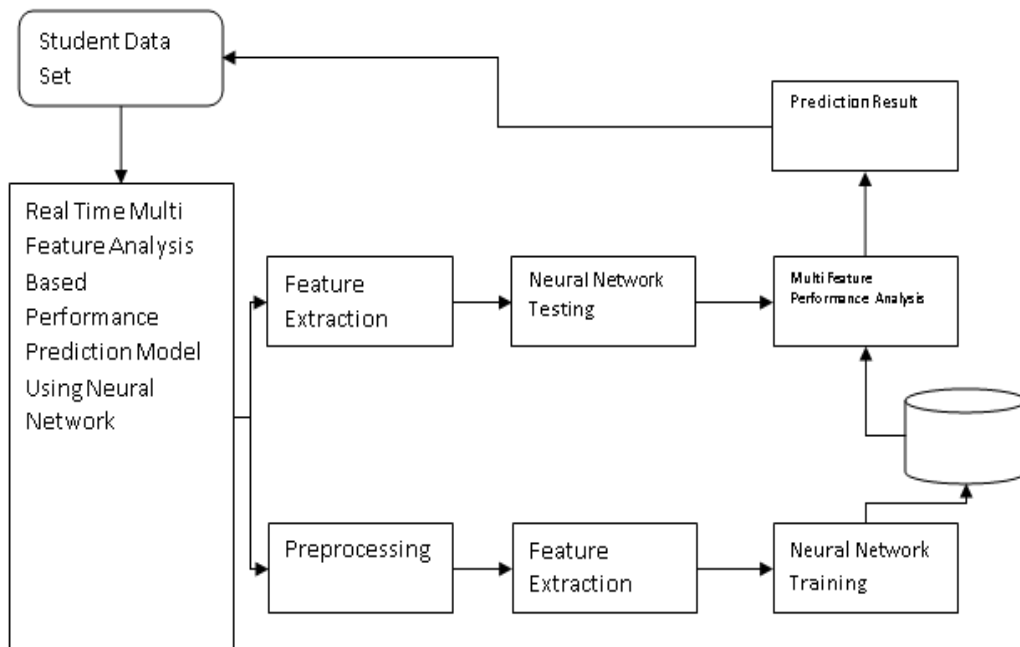 Student Data
Set
Prediction Result
Real Time Multi
Feature Analysis
Based
Performance
Prediction Model
Using Neural
Network
Feature
Extraction
Neural Network
Testing
Multi Feature
Performance Analysis
Preprocessing
Feature
Extraction
Neural Network
Training